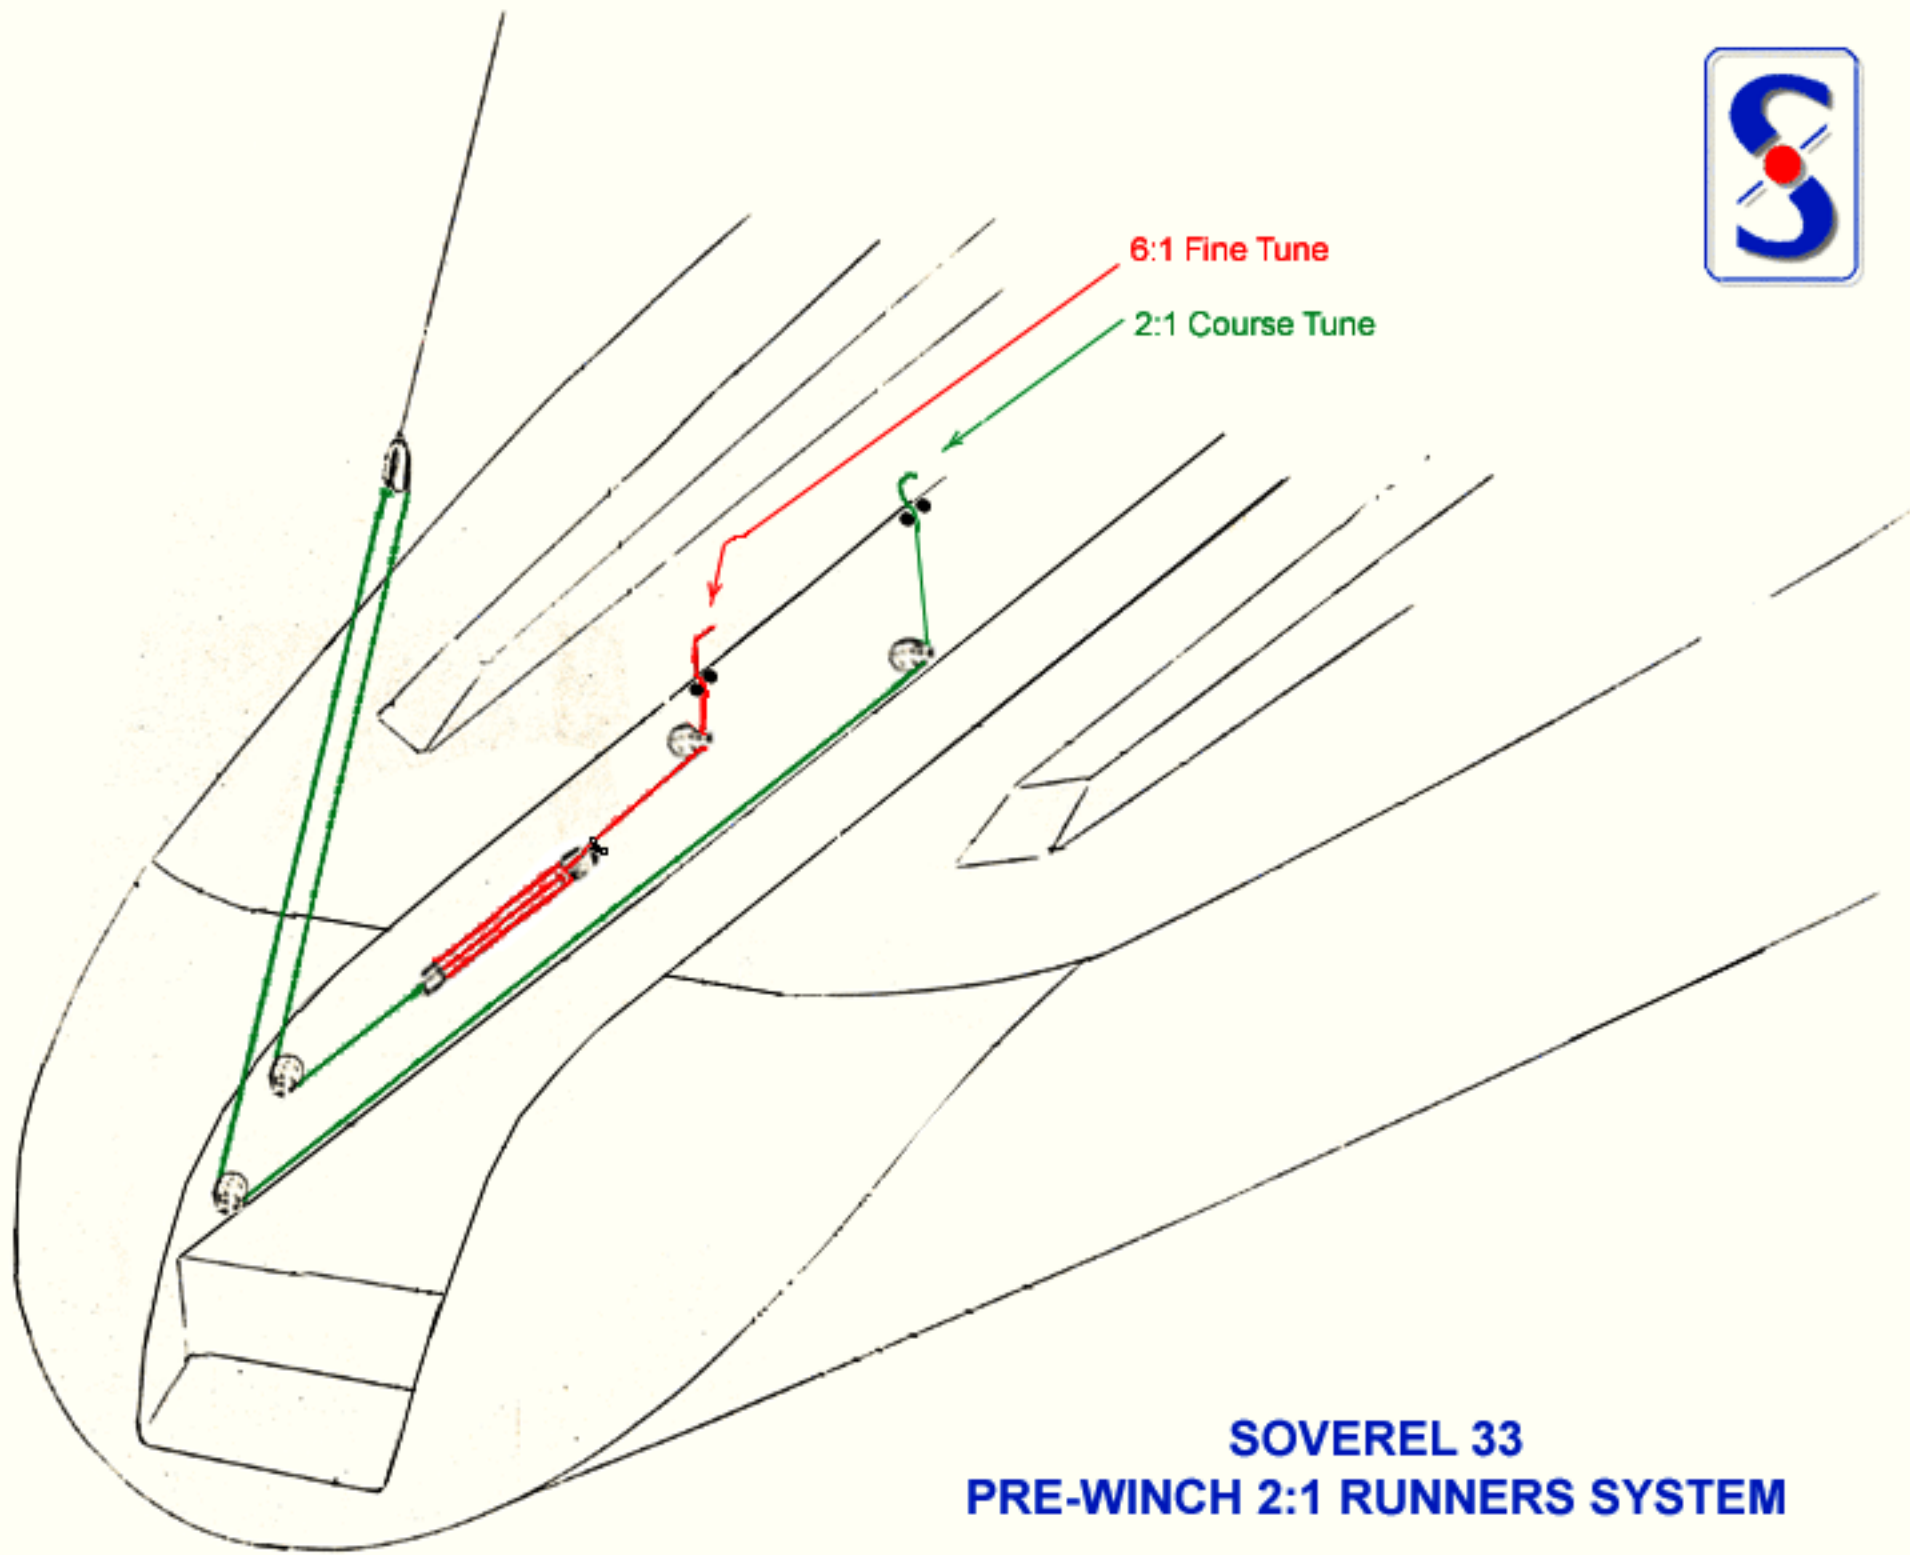 6:1 Fine Tune
2:1 Course Tune
S
SOVEREL 33
PRE-WINCH 2:1 RUNNERS SYSTEM